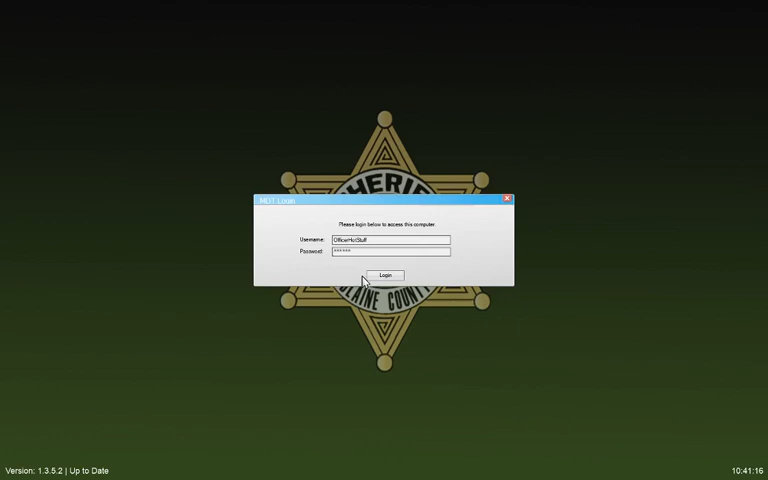 SHERIF
MDT Login
Please login below to access this computer.
Username: OfficerHotStuff
Password: ******
Login
BLAINE COUNTY
Version: 1.3.5.2 | Up to Date
10:41:16